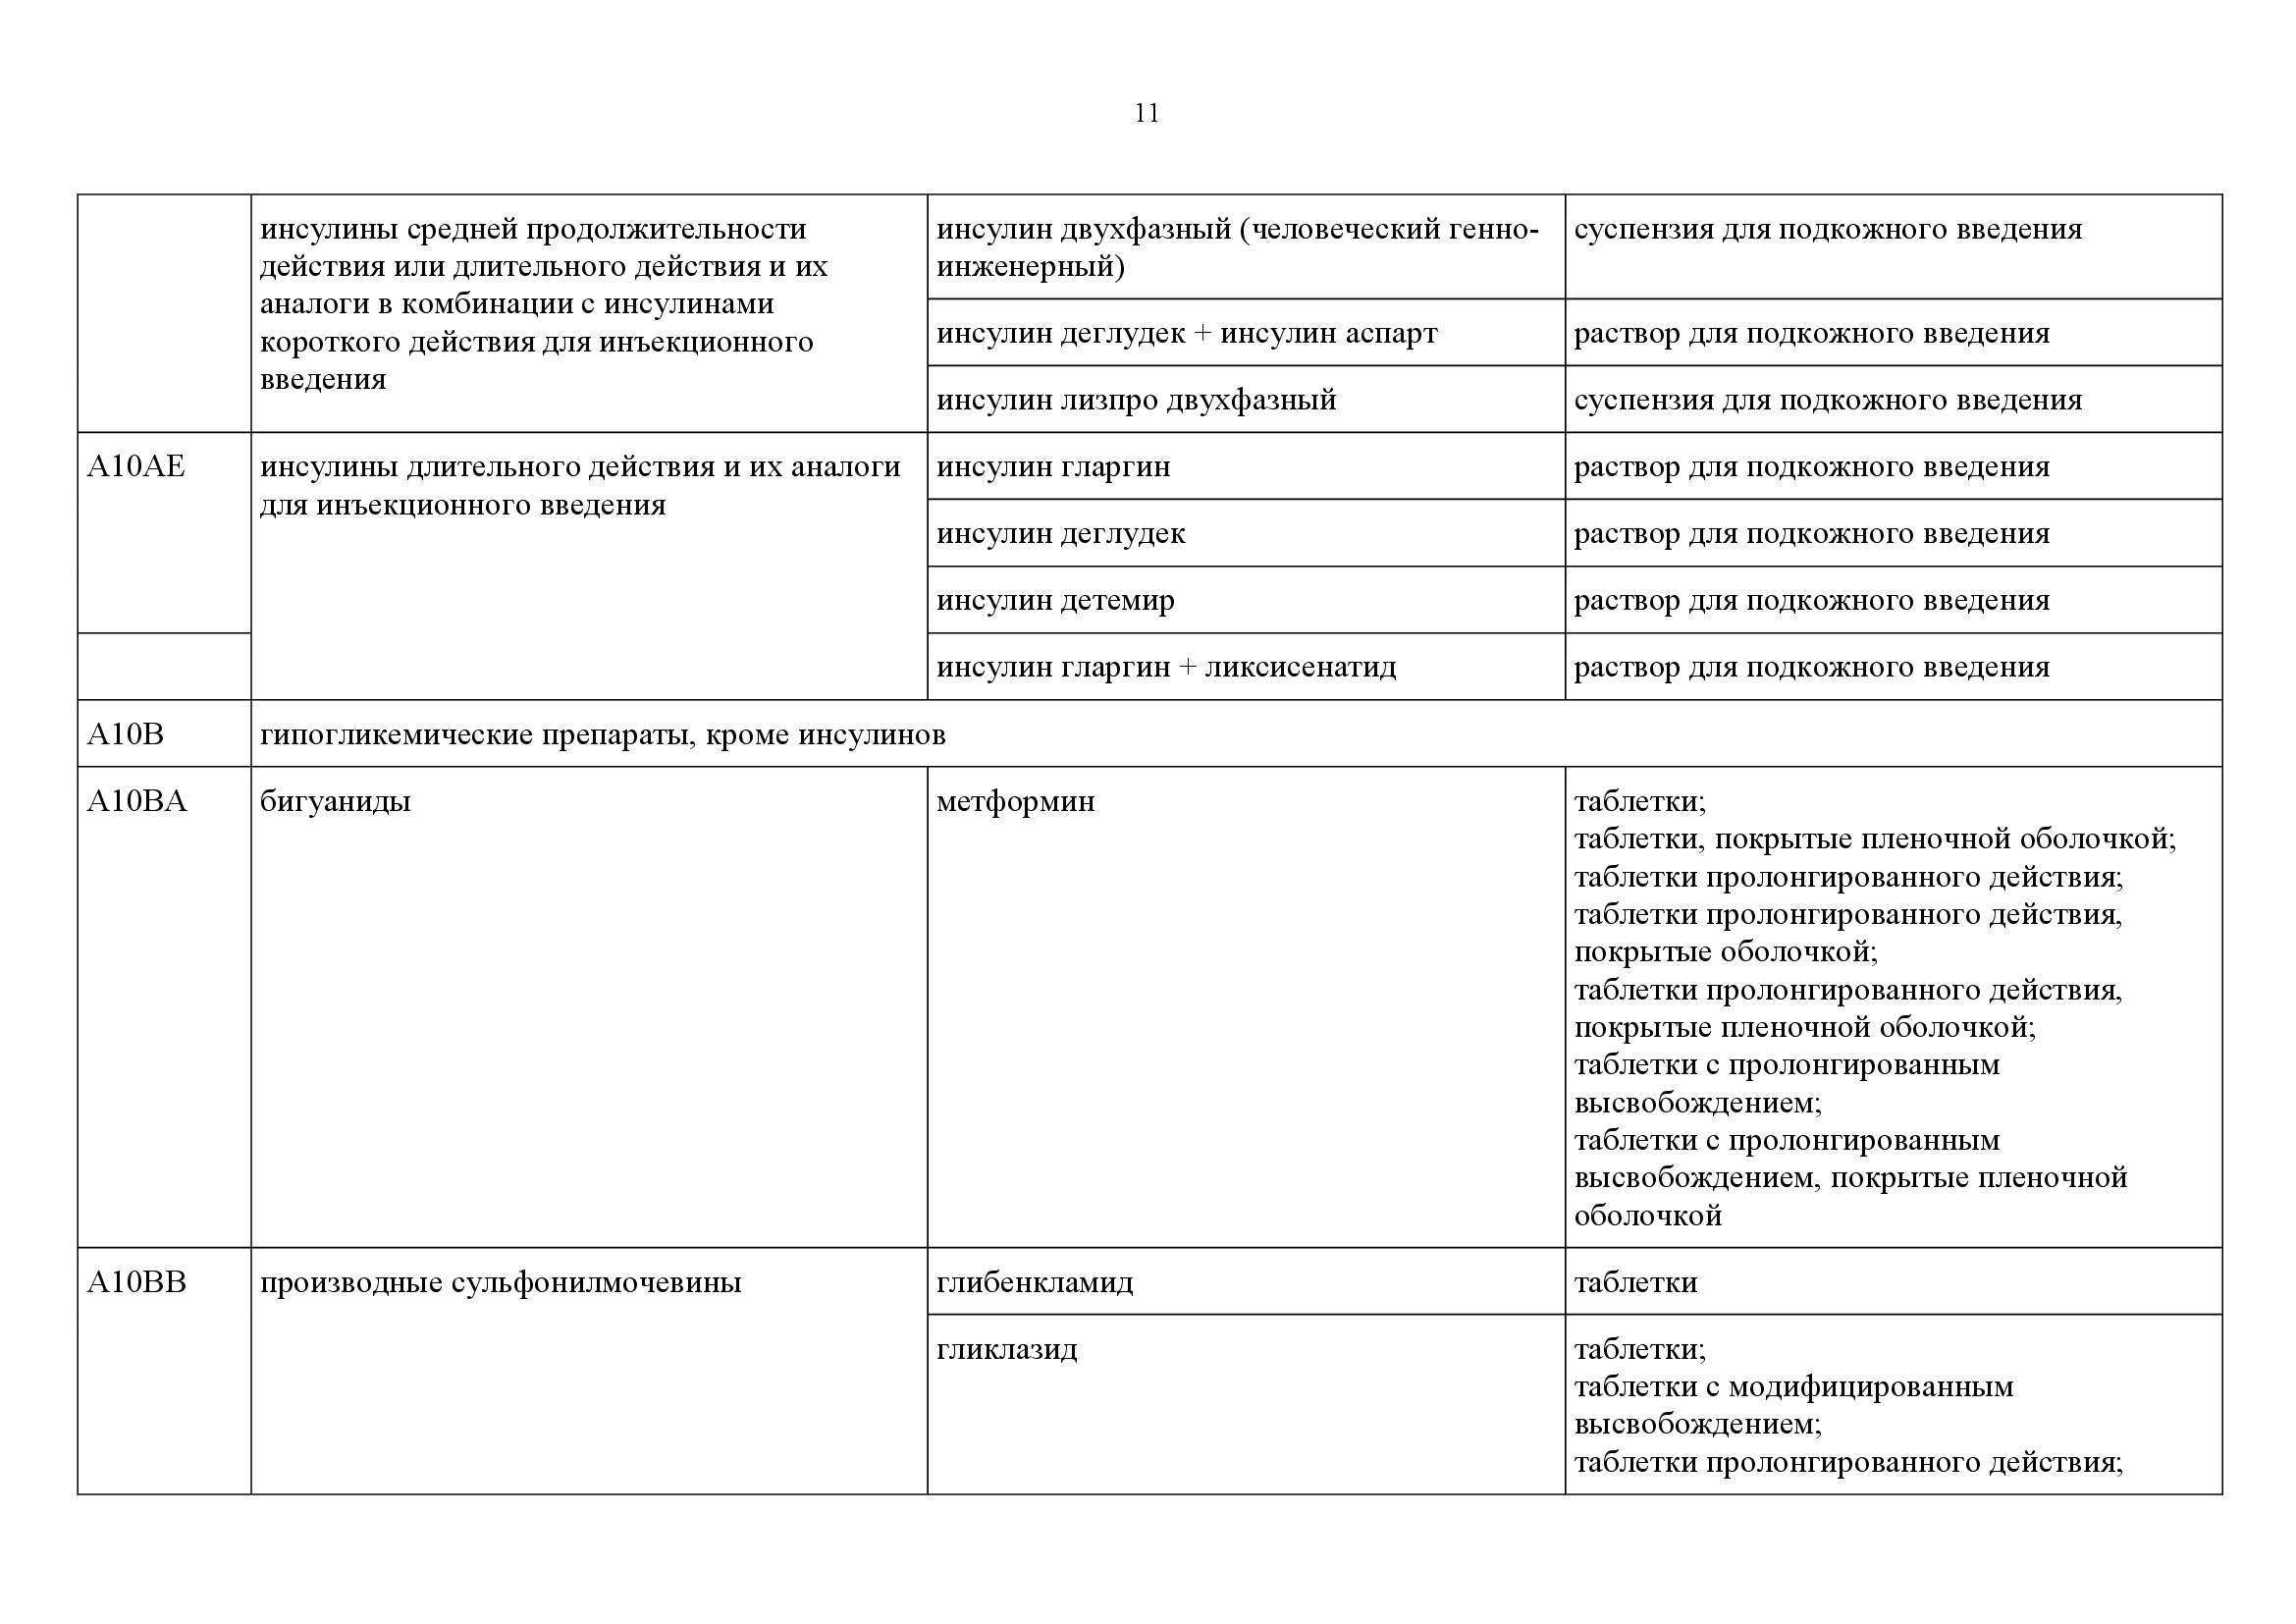 11
инсулины средней продолжительности
действия или длительного действия и их
аналоги в комбинации с инсулинами
короткого действия для инъекционного
введения
инсулин двухфазный (человеческий генно-
инженерный)
суспензия для подкожного введения
инсулин деглудек + инсулин аспарт
раствор для подкожного введения
инсулин лизпро двухфазный
суспензия для подкожного введения
A10AE
инсулины длительного действия и их аналоги
для инъекционного введения
инсулин гларгин
раствор для подкожного введения
инсулин деглудек
раствор для подкожного введения
инсулин детемир
раствор для подкожного введения
инсулин гларгин + ликсисенатид
раствор для подкожного введения
A10B
гипогликемические препараты, кроме инсулинов
A10BA
бигуаниды
метформин
таблетки;
таблетки, покрытые пленочной оболочкой;
таблетки пролонгированного действия;
таблетки пролонгированного действия,
покрытые оболочкой;
таблетки пролонгированного действия,
покрытые пленочной оболочкой;
таблетки с пролонгированным
высвобождением;
таблетки с пролонгированным
высвобождением, покрытые пленочной
оболочкой
A10BB
производные сульфонилмочевины
глибенкламид
таблетки
гликлазид
таблетки;
таблетки с модифицированным
высвобождением;
таблетки пролонгированного действия;